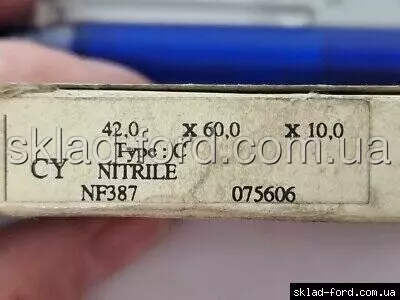 42,0 X 60,0 X 10,0
Type : C
CY NITRILE
NF387 075606
sklad-ford.com.ua
sklad-ford.com.ua